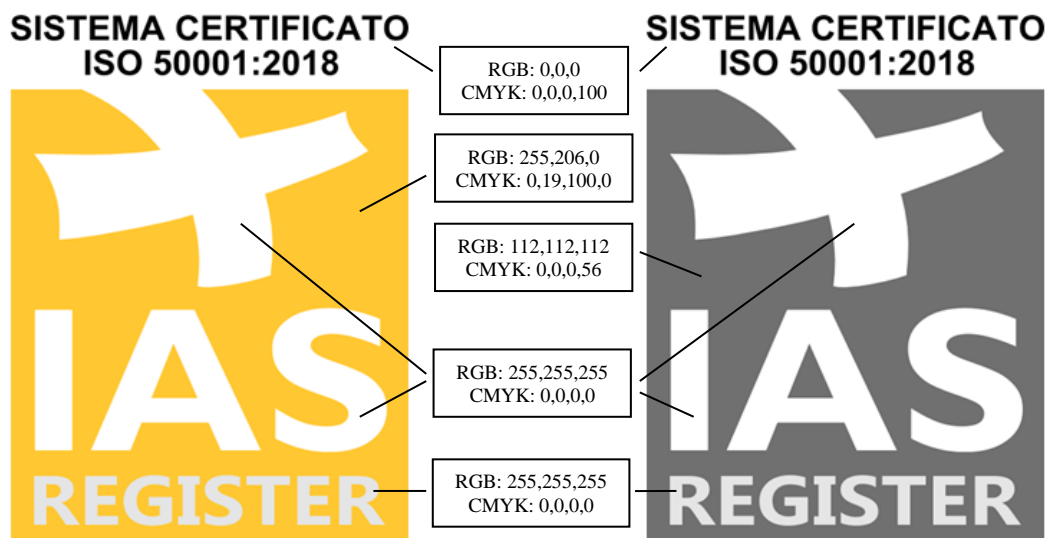 SISTEMA CERTIFICATO
ISO 50001:2018
IAS
REGISTER
RGB: 0,0,0
CMYK: 0,0,0,100
RGB: 255,206,0
CMYK: 0,19,100,0
RGB: 112,112,112
CMYK: 0,0,0,56
RGB: 255,255,255
CMYK: 0,0,0,0
RGB: 255,255,255
CMYK: 0,0,0,0
SISTEMA CERTIFICATO
ISO 50001:2018
IAS
REGISTER